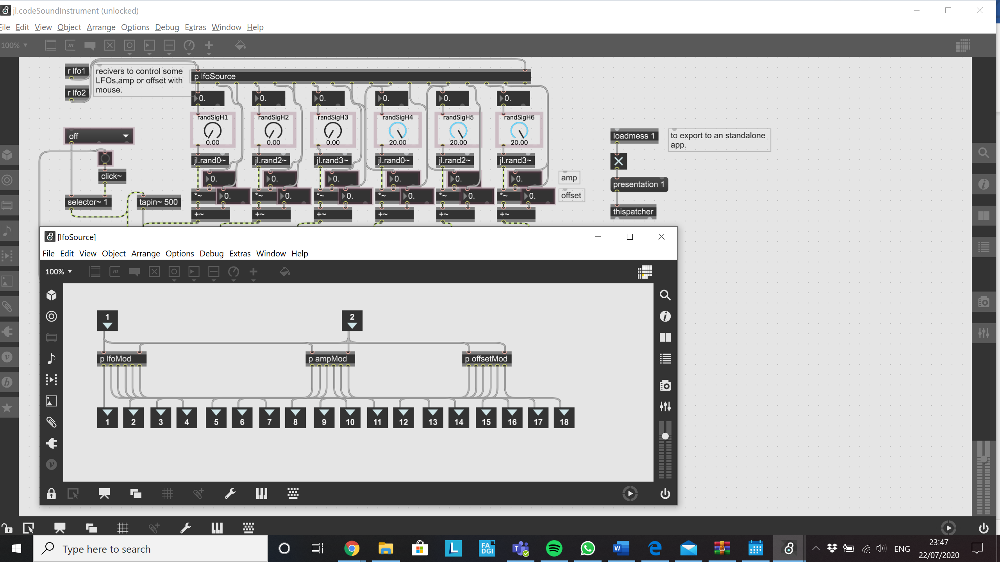 jl.codeSoundInstrument (unlocked)
File Edit View Object Arrange Options Debug Extras Window Help
100%
r lfo1
r lfo2
recivers to control some
LFOs,amp or offset with
mouse.
p lfoSource
0. 0. 0. 0. 0. 0.
randSigH1 randSigH2 randSigH3 randSigH4 randSigH5 randSigH6
0.00 0.00 0.00 20.00 20.00 20.00
off
loadmess 1
to export to an standalone
app.
jl.rand0~ jl.rand2~ jl.rand3~ jl.rand0~ jl.rand2~ jl.rand3~
click~
0. 0. 0. 0. 0. 0.
amp
presentation 1
*~ 0. *~ 0. *~ 0. *~ 0. *~ 0. *~ 0.
offset
selector~ 1
tapin~ 500
+~ +~ +~ +~ +~ +~
thispatcher
[lfoSource]
File Edit View Object Arrange Options Debug Extras Window Help
100%
1 2
p lfoMod p ampMod p offsetMod
1 2 3 4 5 6 7 8 9 10 11 12 13 14 15 16 17 18
Type here to search
L
FA
DGI
T
W
ENG
23:47
22/07/2020